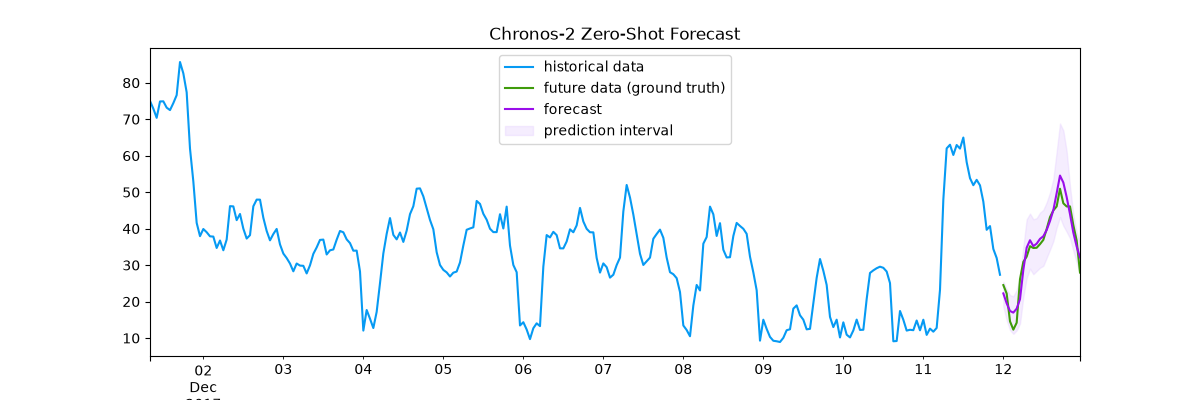 Chronos-2 Zero-Shot Forecast
historical data
future data (ground truth)
forecast
prediction interval
80
70
60
50
40
30
20
10
02 03 04 05 06 07 08 09 10 11 12
Dec